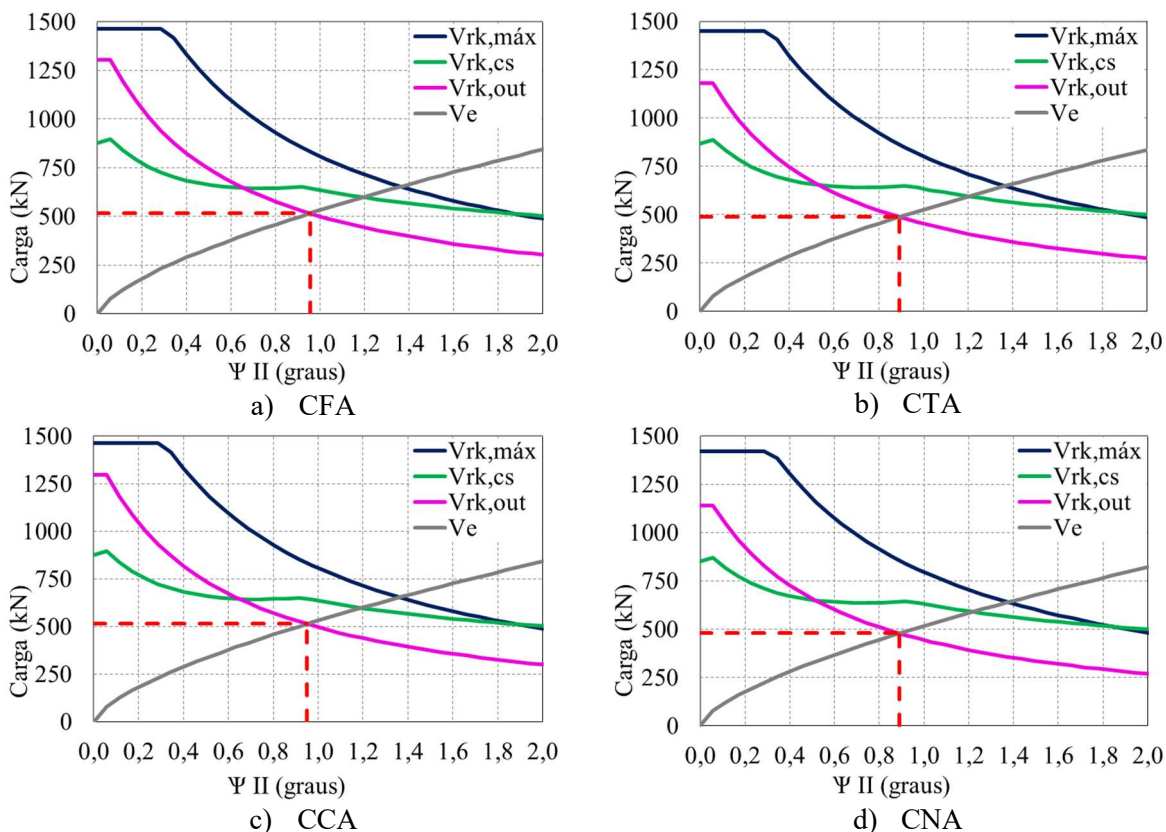 1500
1250
1000
750
500
250
0
Carga (kN)
Vrk,máx
Vrk,cs
Vrk,out
Ve
0,0 0,2 0,4 0,6 0,8 1,0 1,2 1,4 1,6 1,8 2,0
Ψ II (graus)
a) CFA
1500
1250
1000
750
500
250
0
Carga (kN)
Vrk,máx
Vrk,cs
Vrk,out
Ve
0,0 0,2 0,4 0,6 0,8 1,0 1,2 1,4 1,6 1,8 2,0
Ψ II (graus)
b) CTA
1500
1250
1000
750
500
250
0
Carga (kN)
Vrk,máx
Vrk,cs
Vrk,out
Ve
0,0 0,2 0,4 0,6 0,8 1,0 1,2 1,4 1,6 1,8 2,0
Ψ II (graus)
c) CCA
1500
1250
1000
750
500
250
0
Carga (kN)
Vrk,máx
Vrk,cs
Vrk,out
Ve
0,0 0,2 0,4 0,6 0,8 1,0 1,2 1,4 1,6 1,8 2,0
Ψ II (graus)
d) CNA